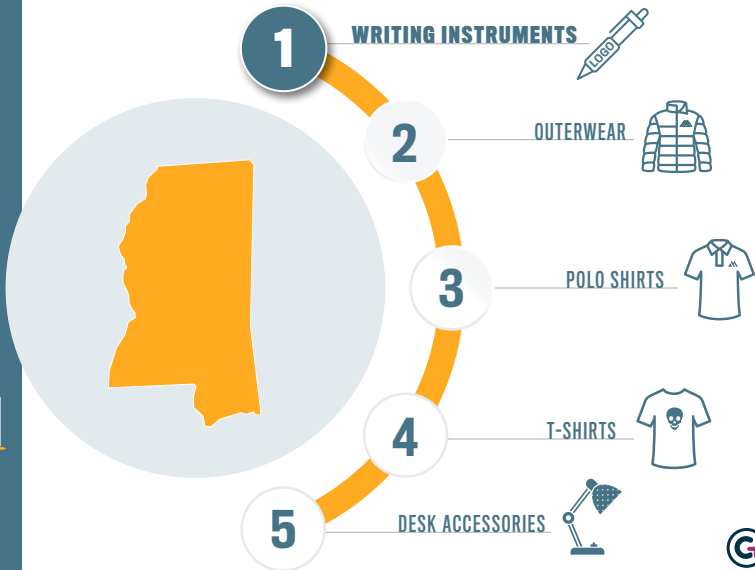 1 WRITING INSTRUMENTS
LOGO
2 OUTERWEAR
3 POLO SHIRTS
4 T-SHIRTS
5 DESK ACCESSORIES